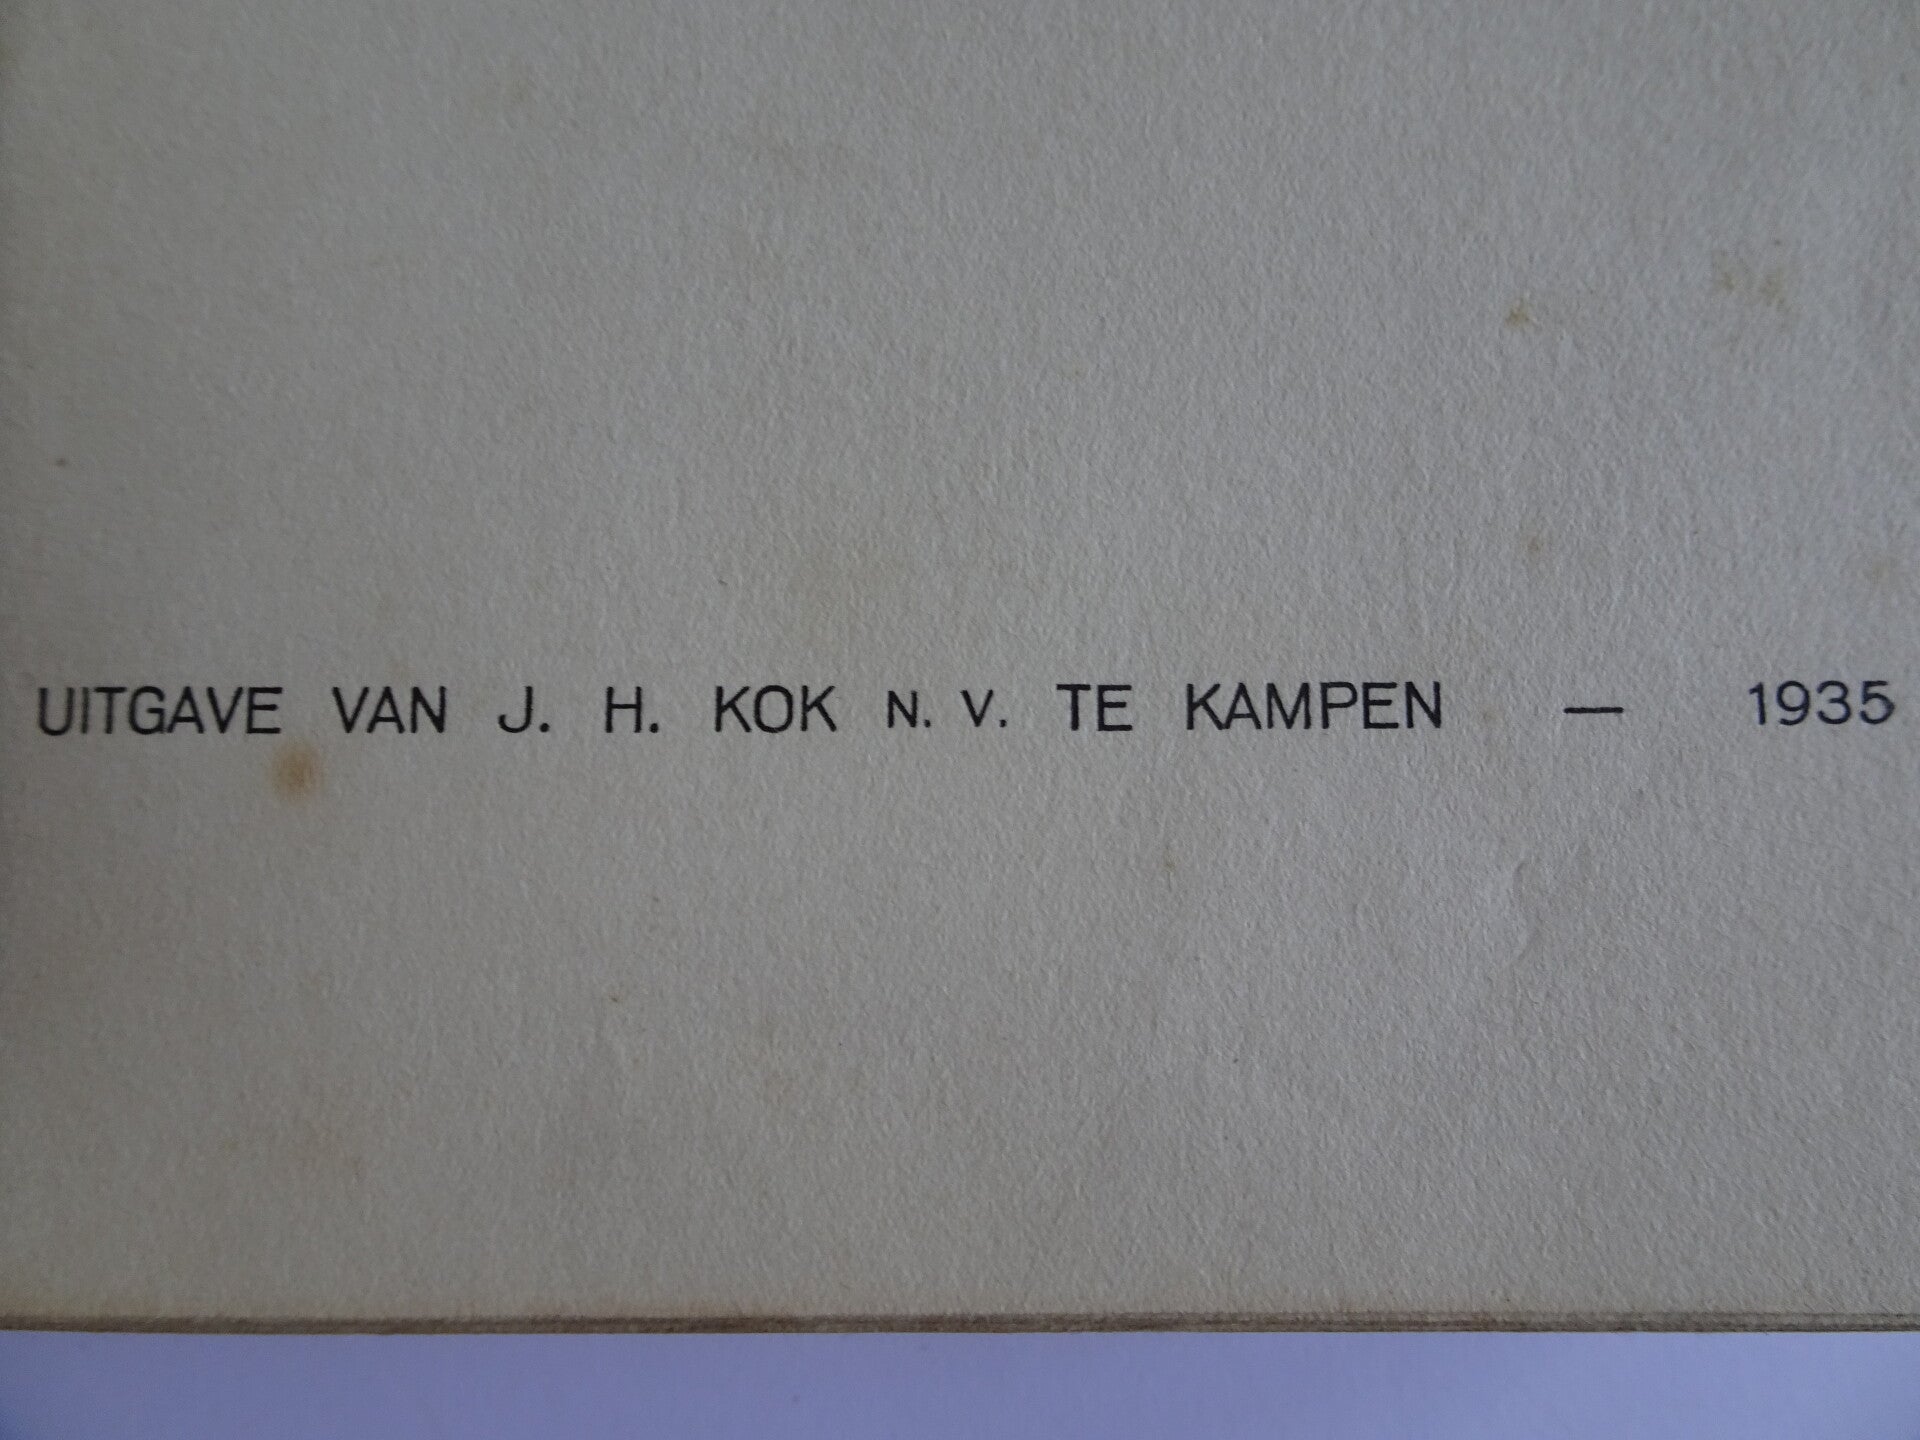 UITGAVE VAN J. H. KOK N. V. TE KAMPEN — 1935